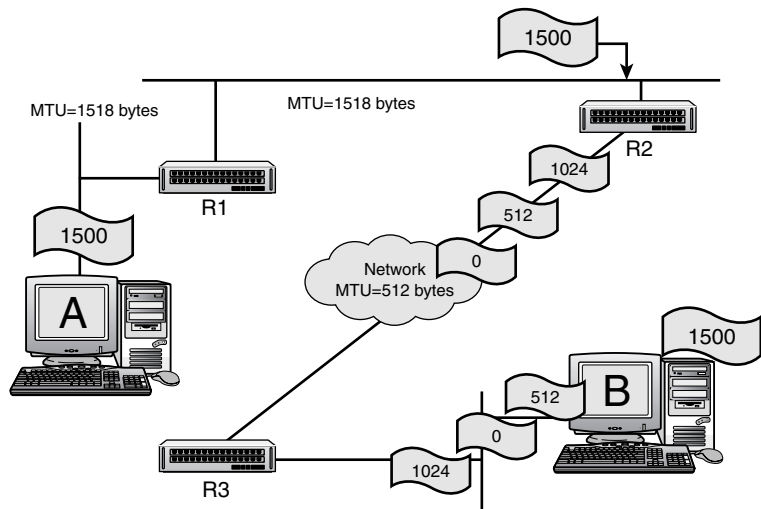 1500
MTU=1518 bytes
MTU=1518 bytes
R2
1024
R1
512
1500
0
Network
MTU=512 bytes
A
1500
B
512
0
1024
R3